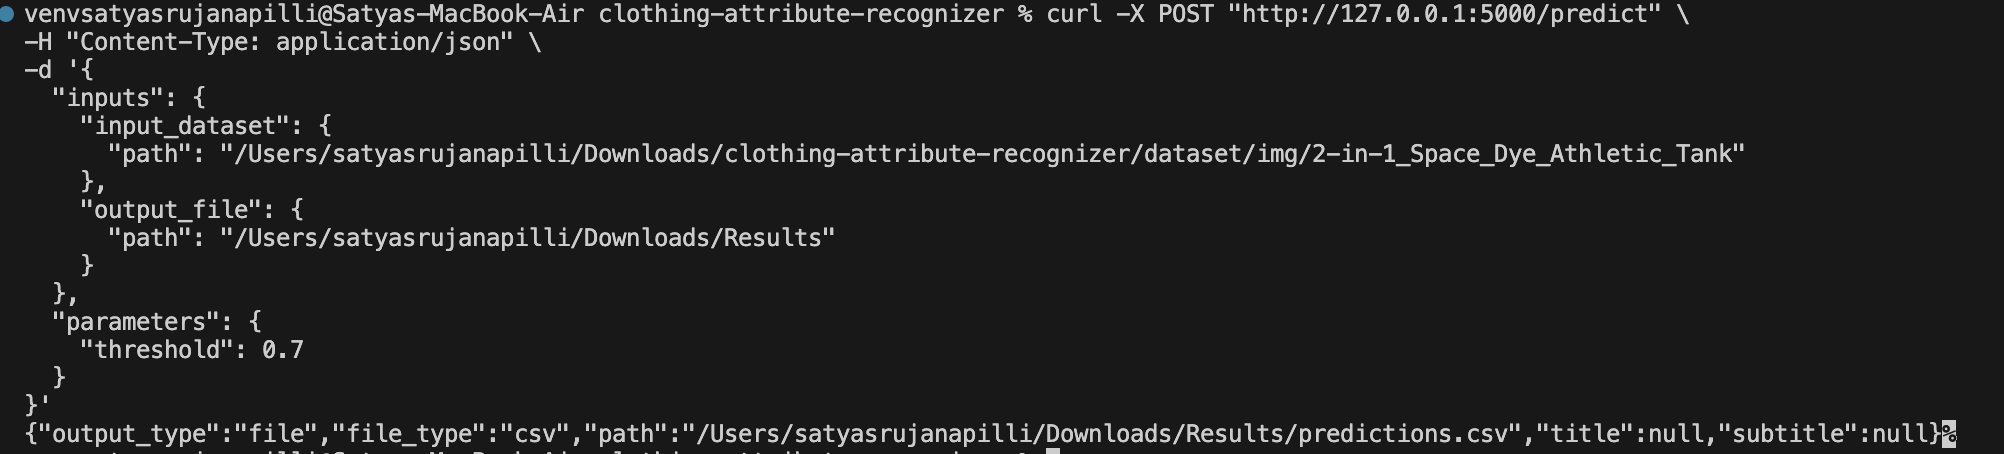 venvsatyasrujanapilli@Satyas-MacBook-Air clothing-attribute-recognizer % curl -X POST "http://127.0.0.1:5000/predict" \
-H "Content-Type: application/json" \
-d '{
  "inputs": {
    "input_dataset": {
      "path": "/Users/satyasrujanapilli/Downloads/clothing-attribute-recognizer/dataset/img/2-in-1_Space_Dye_Athletic_Tank"
    },
    "output_file": {
      "path": "/Users/satyasrujanapilli/Downloads/Results"
    }
  },
  "parameters": {
    "threshold": 0.7
  }
}'
{"output_type":"file","file_type":"csv","path":"/Users/satyasrujanapilli/Downloads/Results/predictions.csv","title":null,"subtitle":null}%